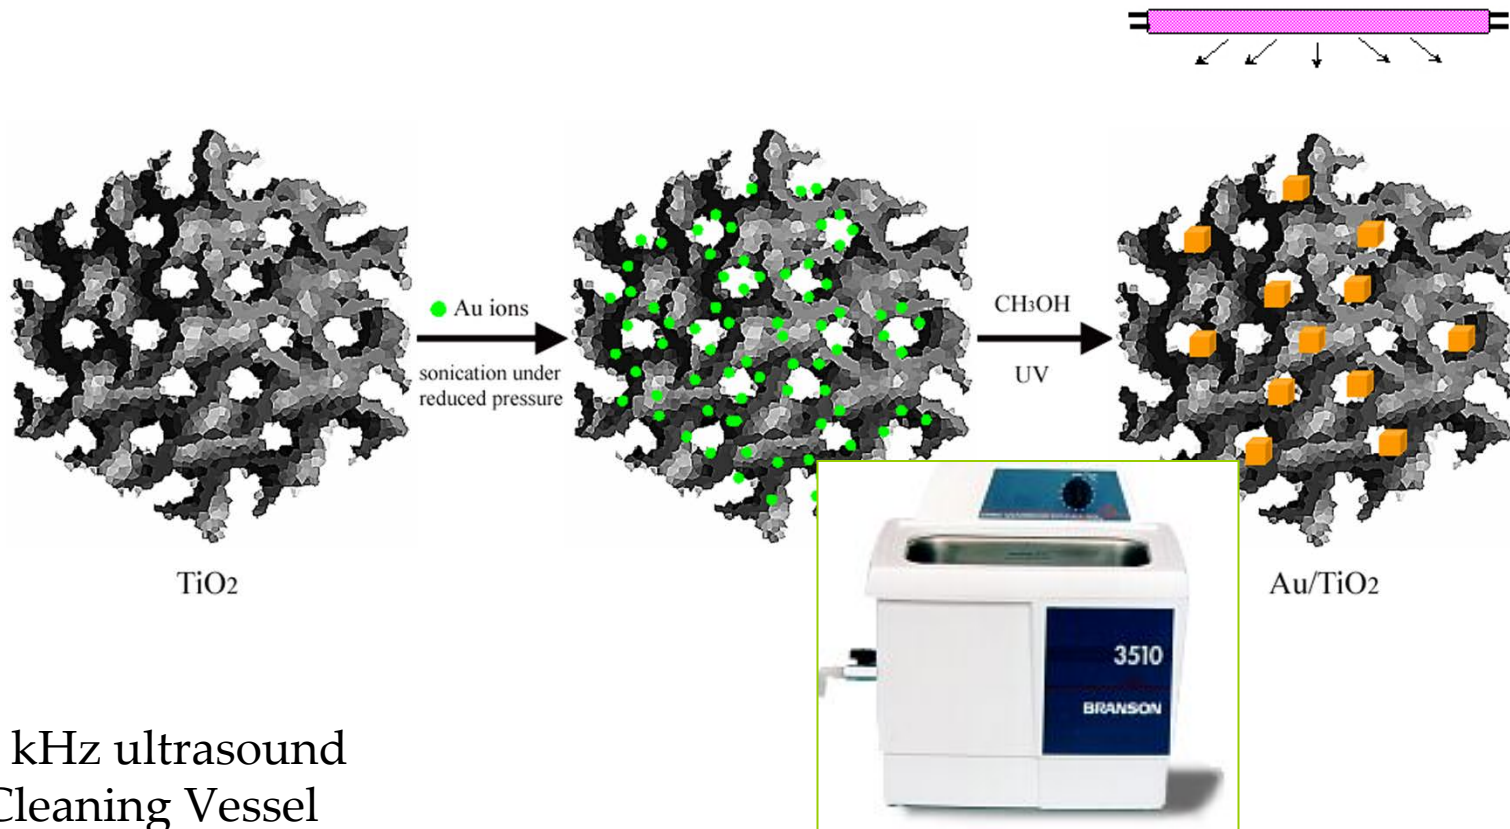 Au ions
sonication under
reduced pressure
CH3OH
UV
TiO2
Au/TiO2
3510
BRANSON
kHz ultrasound
Cleaning Vessel